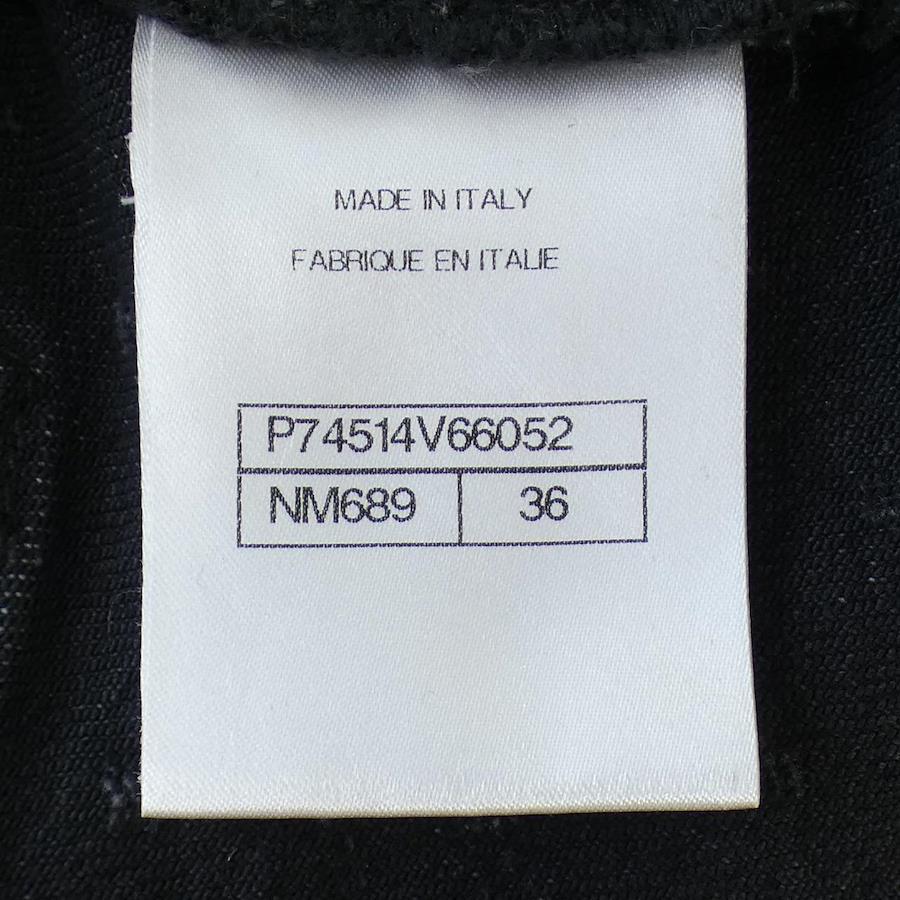 MADE IN ITALY
FABRIQUE EN ITALIE
P74514V66052
NM689 36